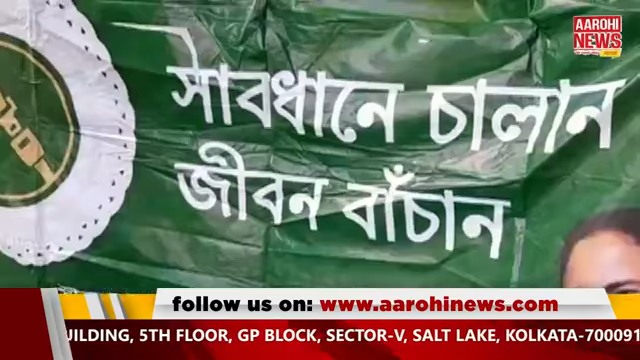 AAROHI
NEWS
সাবধানে চালান
জীবন বাঁচান
follow us on: www.aarohinews.com
UILDING, 5TH FLOOR, GP BLOCK, SECTOR-V, SALT LAKE, KOLKATA-700091